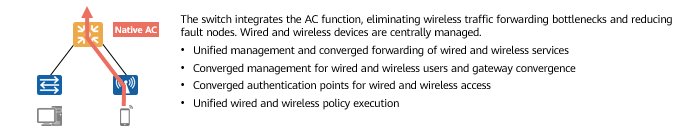 Native AC
The switch integrates the AC function, eliminating wireless traffic forwarding bottlenecks and reducing
fault nodes. Wired and wireless devices are centrally managed.
• Unified management and converged forwarding of wired and wireless services
• Converged management for wired and wireless users and gateway convergence
• Converged authentication points for wired and wireless access
• Unified wired and wireless policy execution